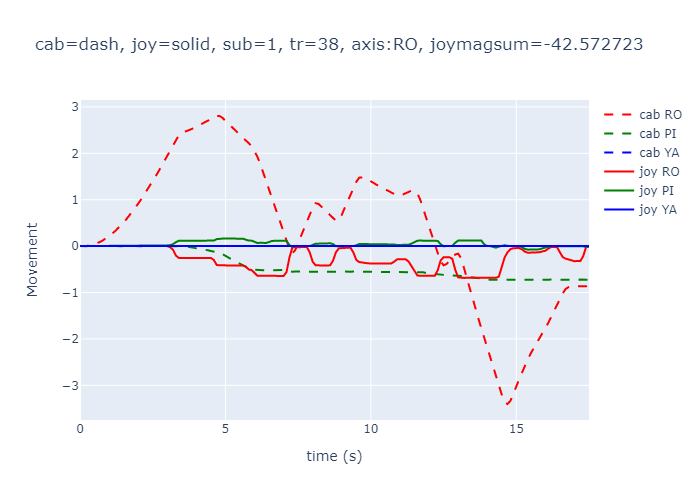 cab=dash, joy=solid, sub=1, tr=38, axis:RO, joymagsum=-42.572723
Movement
3
2
1
0
−1
−2
−3
0
5
10
15
time (s)
cab RO
cab PI
cab YA
joy RO
joy PI
joy YA